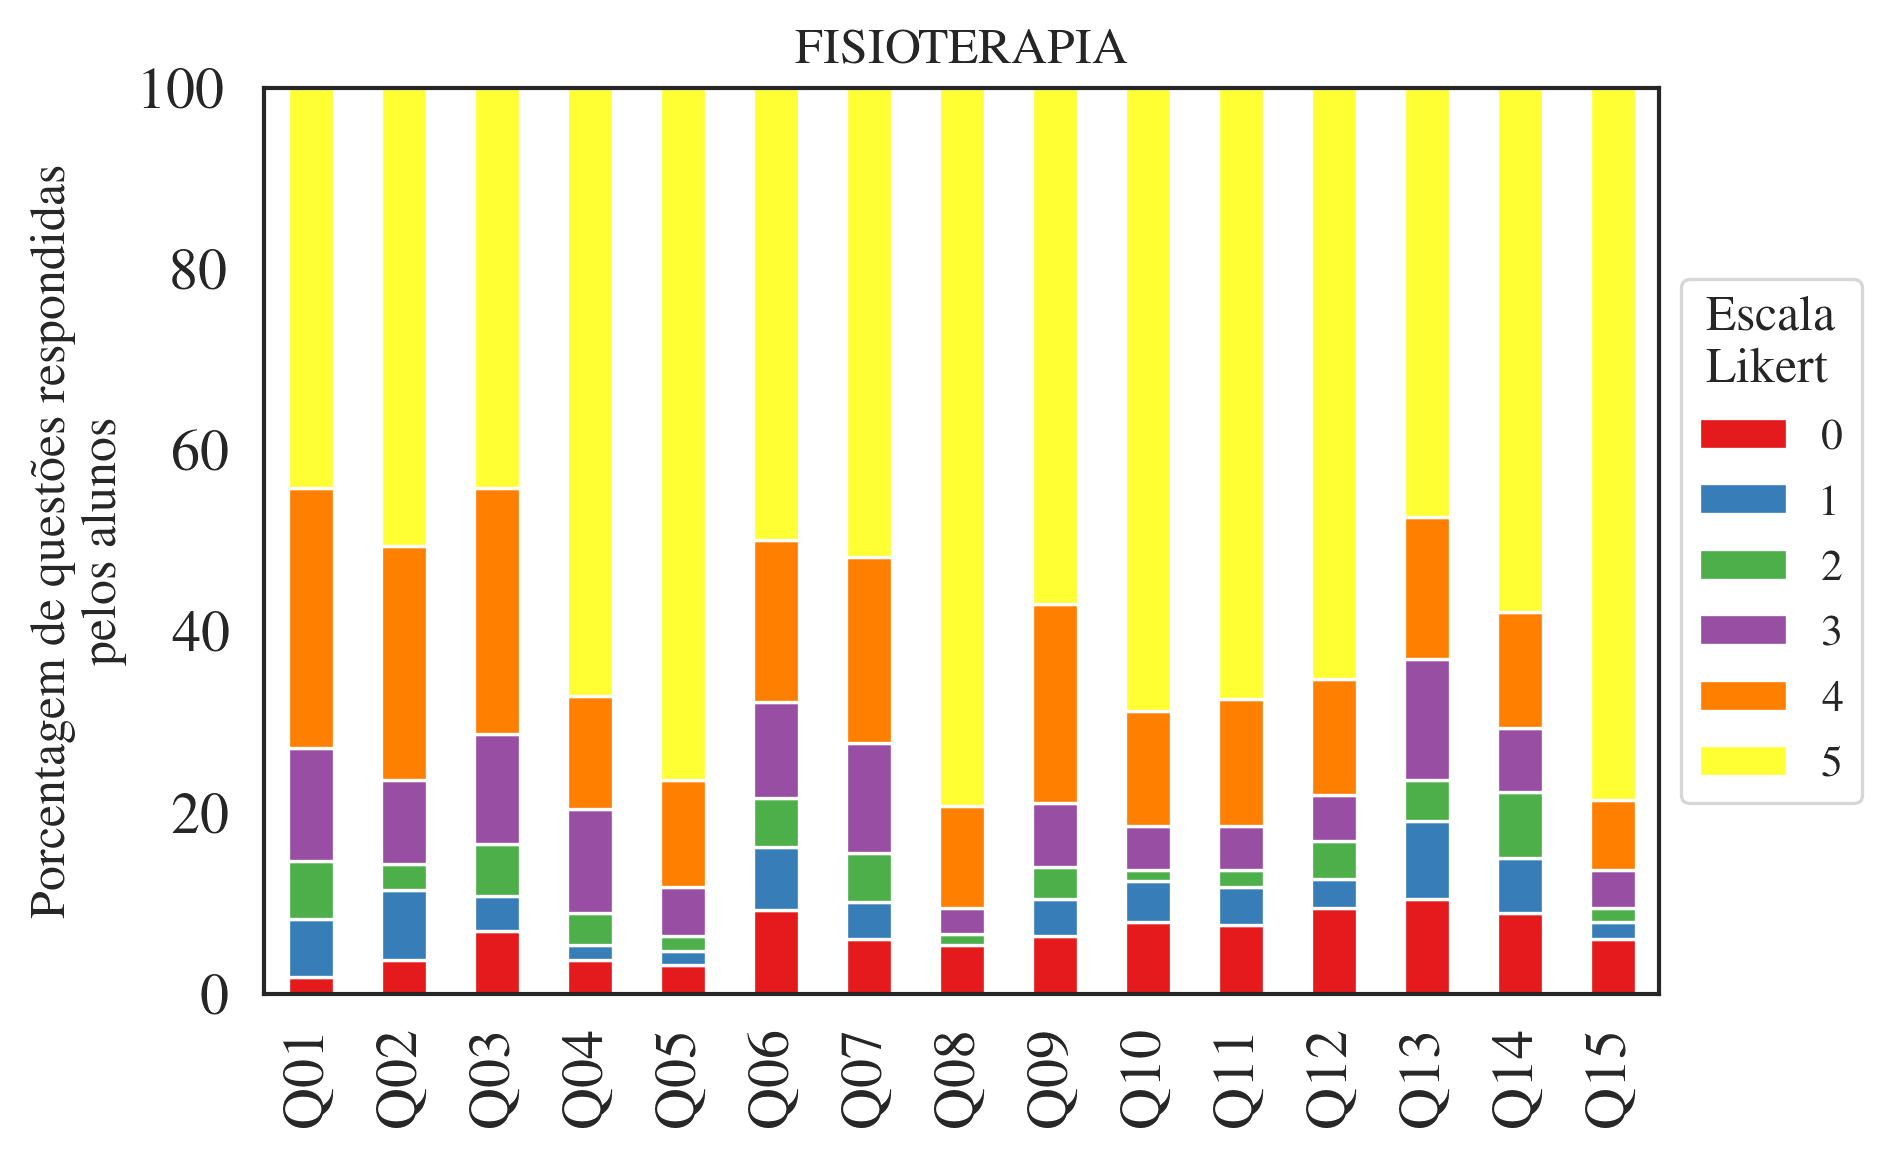 FISIOTERAPIA
Porcentagem de questões respondidas
pelos alunos
100
80
60
40
20
0
Q01
Q02
Q03
Q04
Q05
Q06
Q07
Q08
Q09
Q10
Q11
Q12
Q13
Q14
Q15
Escala
Likert
0
1
2
3
4
5